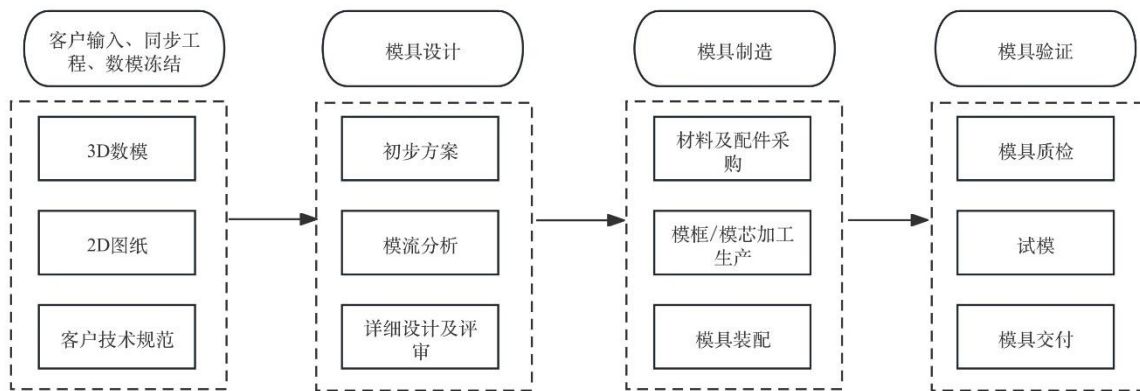 客户输入、同步工
程、数模冻结
3D数模
2D图纸
客户技术规范
模具设计
初步方案
模流分析
详细设计及评
审
模具制造
材料及配件采
购
模框/模芯加工
生产
模具装配
模具验证
模具质检
试模
模具交付